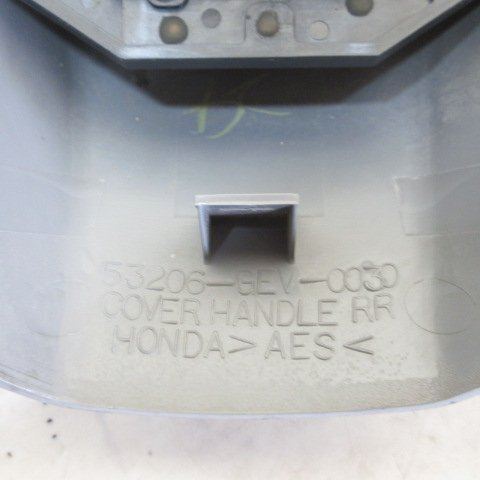 53206-GEV-0030
COVER HANDLE RR
HONDA >AES<